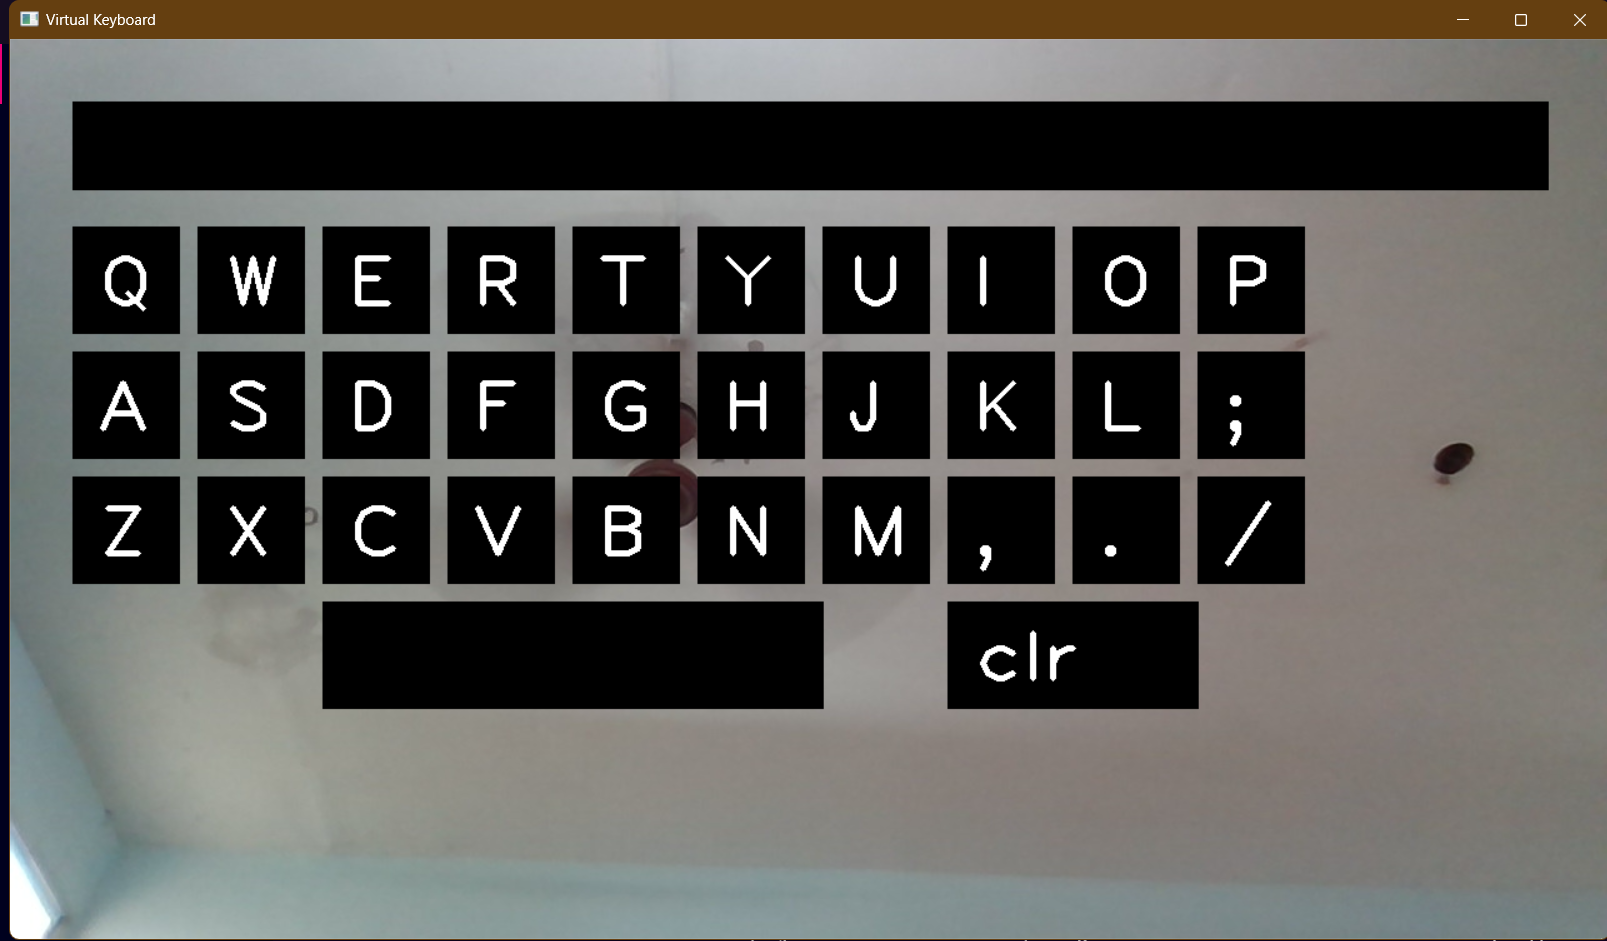 Virtual Keyboard
Q W E R T Y U I O P
A S D F G H J K L ;
Z X C V B N M , . /
clr